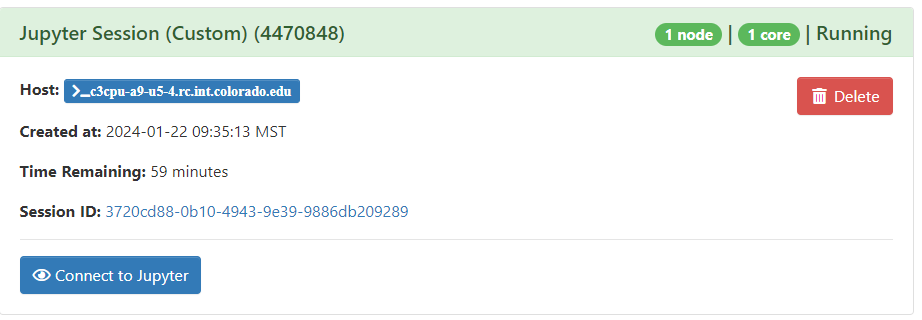 Jupyter Session (Custom) (4470848) 1 node | 1 core | Running
Host: >_c3cpu-a9-u5-4.rc.int.colorado.edu
Delete
Created at: 2024-01-22 09:35:13 MST
Time Remaining: 59 minutes
Session ID: 3720cd88-0b10-4943-9e39-9886db209289
Connect to Jupyter